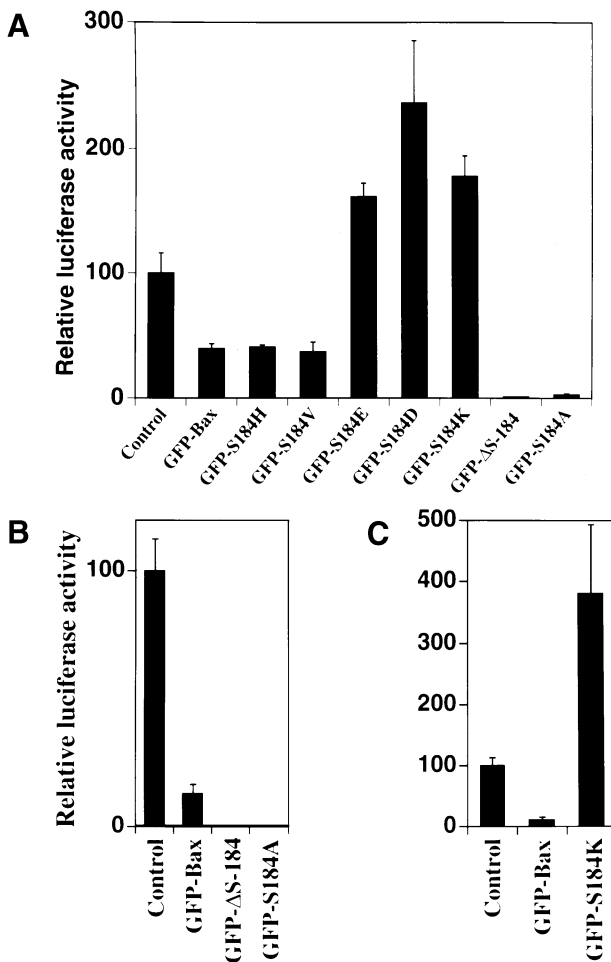 A
Relative luciferase activity
300
200
100
0
Control
GFP-Bax
GFP-S184H
GFP-S184V
GFP-S184E
GFP-S184D
GFP-S184K
GFP-ΔS-184
GFP-S184A
B
Relative luciferase activity
100
0
Control
GFP-Bax
GFP-ΔS-184
GFP-S184A
C
500
400
300
200
100
0
Control
GFP-Bax
GFP-S184K